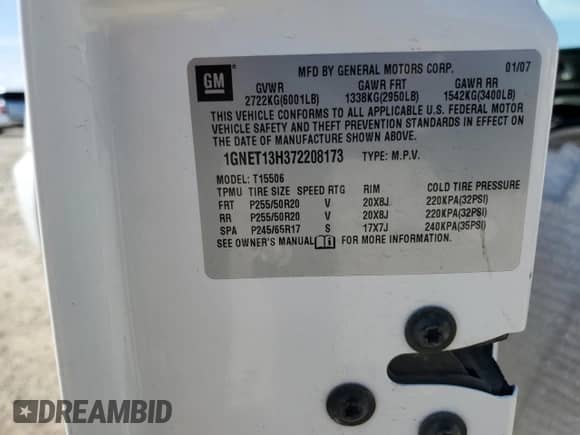 GM
MFD BY GENERAL MOTORS CORP. 01/07
GVWR GAWR FRT GAWR RR
2722KG(6001LB) 1338KG(2950LB) 1542KG(3400LB)
THIS VEHICLE CONFORMS TO ALL APPLICABLE U.S. FEDERAL MOTOR
VEHICLE SAFETY AND THEFT PREVENTION STANDARDS IN EFFECT ON
THE DATE OF MANUFACTURE SHOWN ABOVE.
1GNET13H372208173 TYPE: M.P.V.
MODEL: T15506
TPMU TIRE SIZE SPEED RTG RIM COLD TIRE PRESSURE
FRT P255/50R20 V 20X8J 220KPA(32PSI)
RR P255/50R20 V 20X8J 220KPA(32PSI)
SPA P245/65R17 S 17X7J 240KPA(35PSI)
SEE OWNER'S MANUAL FOR MORE INFORMATION.
DREAMBID